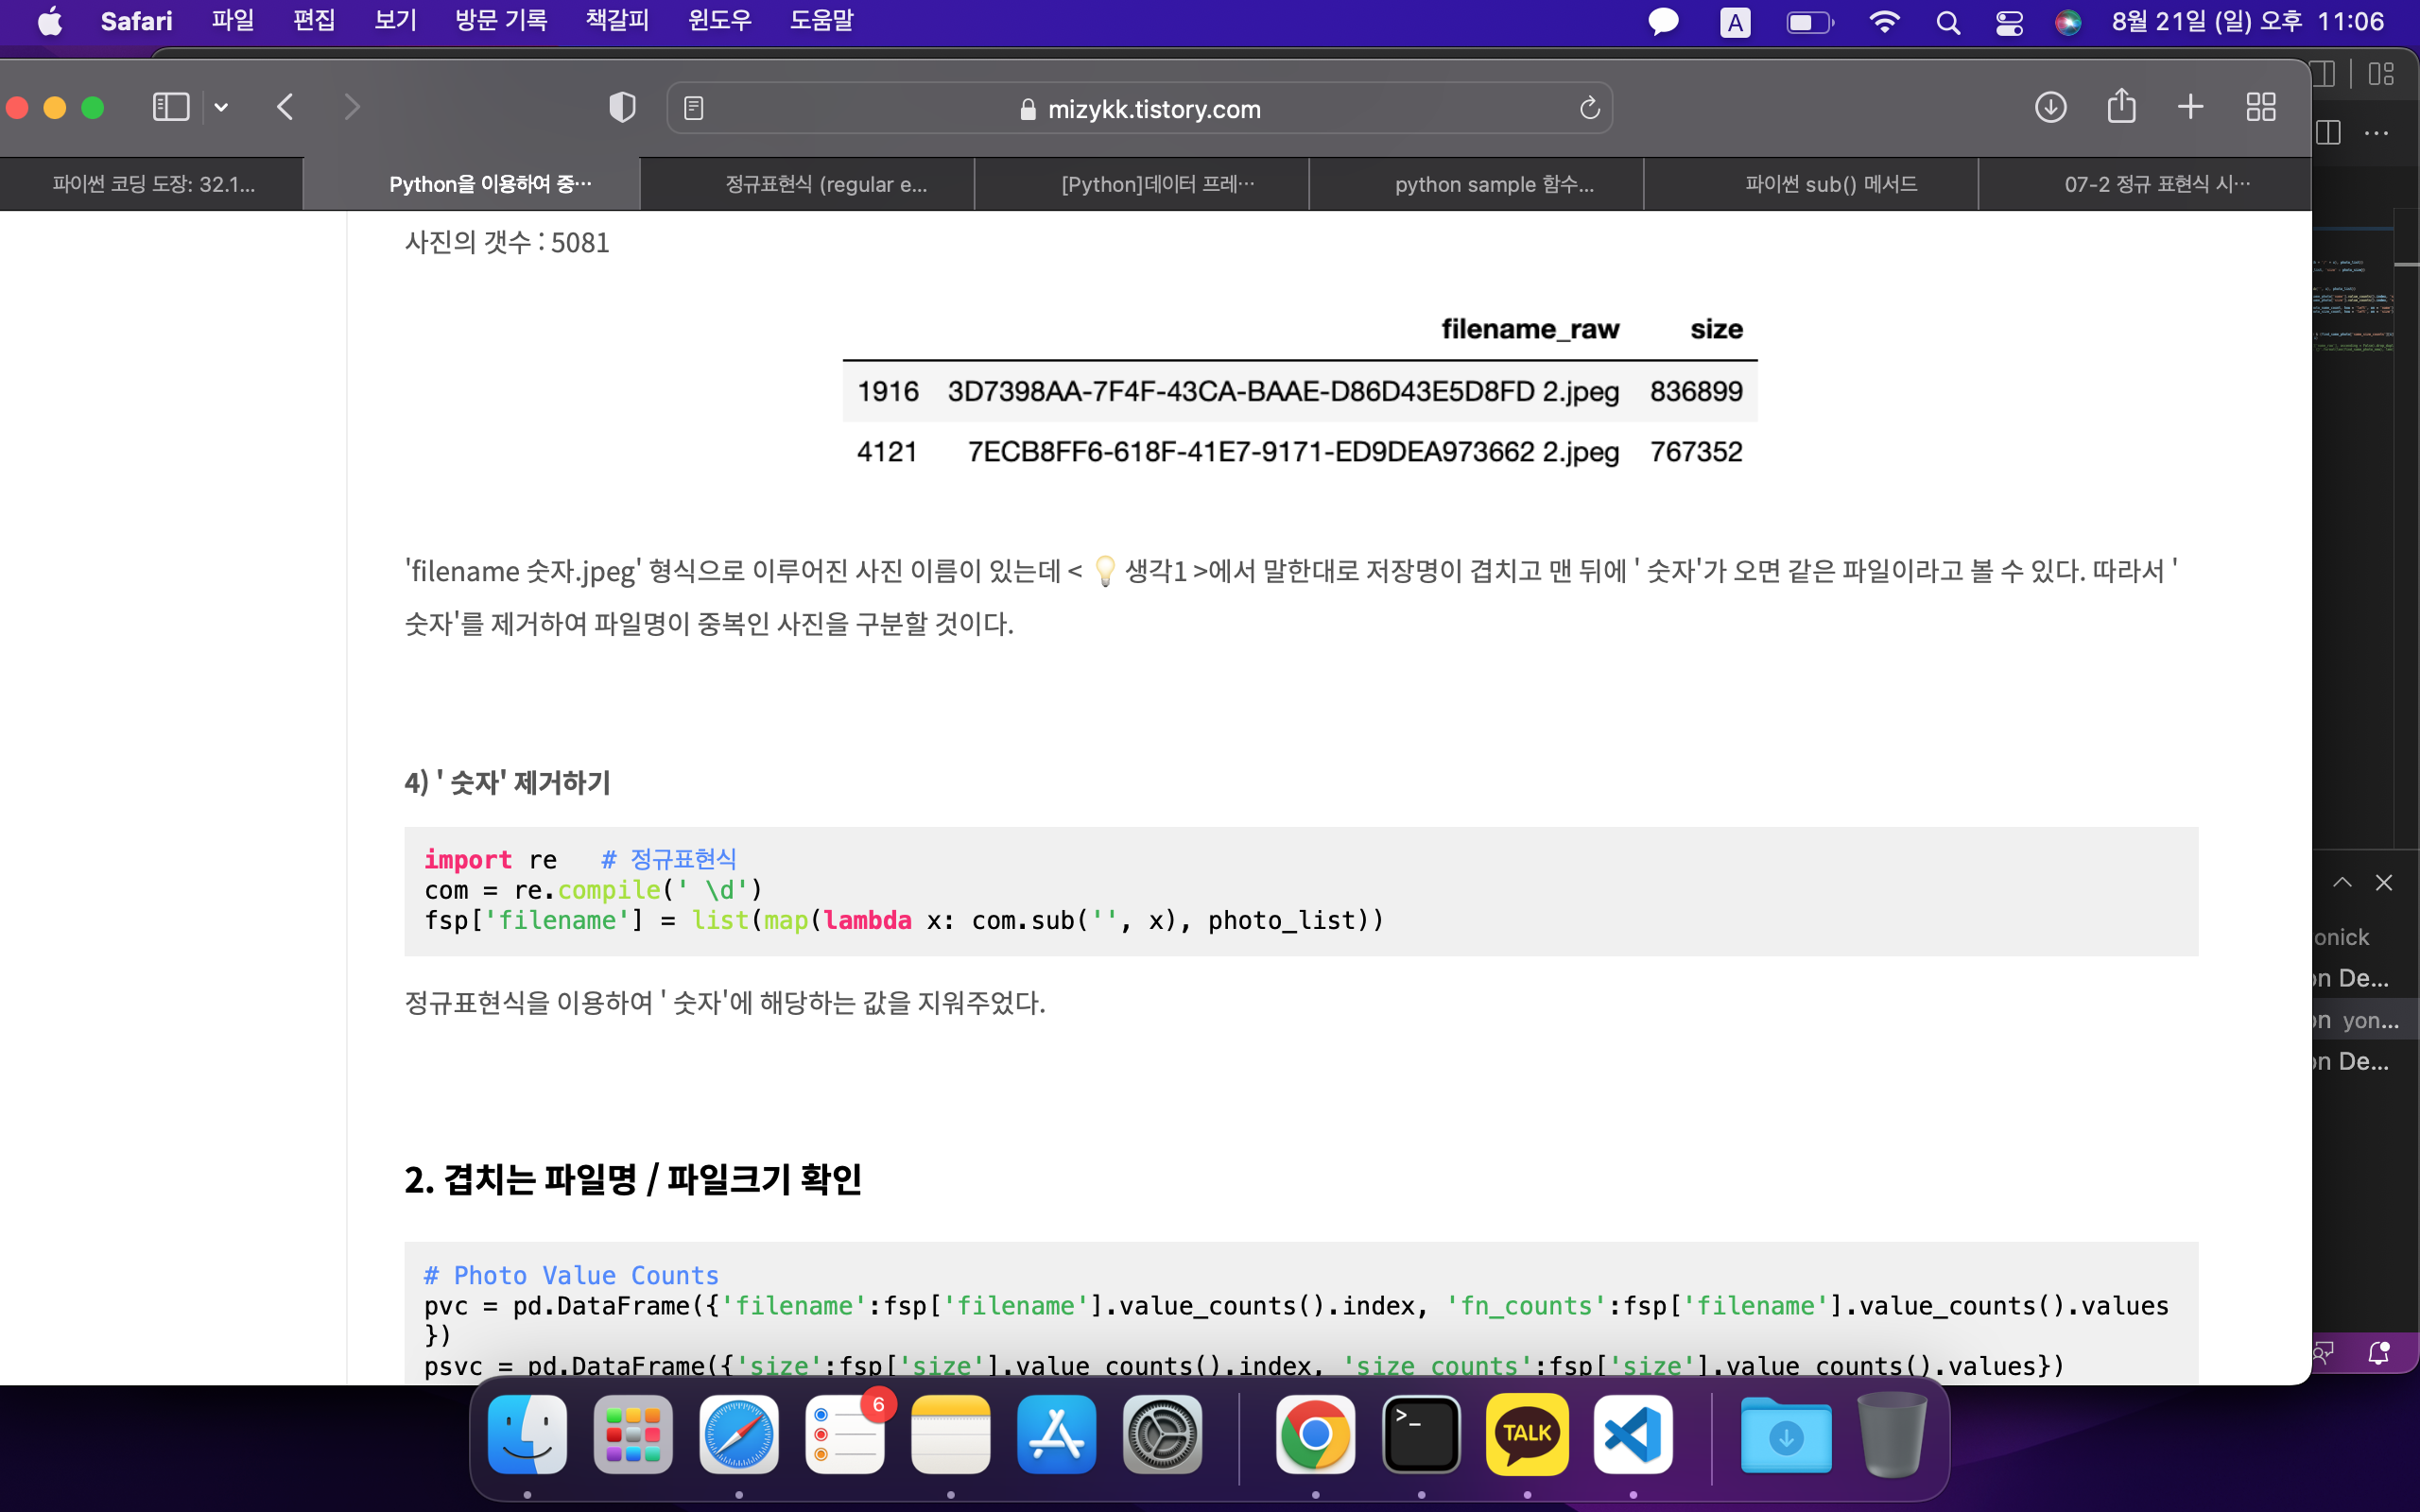 Safari 파일 편집 보기 방문 기록 책갈피 윈도우 도움말 A 8월 21일 (일) 오후 11:06
mizykk.tistory.com
파이썬 코딩 도장: 32.1... Python을 이용하여 중... 정규표현식 (regular e... [Python]데이터 프레... python sample 함수... 파이썬 sub() 메서드 07-2 정규 표현식 시...
사진의 갯수 : 5081
filename_raw size
1916 3D7398AA-7F4F-43CA-BAAE-D86D43E5D8FD 2.jpeg 836899
4121 7ECB8FF6-618F-41E7-9171-ED9DEA973662 2.jpeg 767352
'filename 숫자.jpeg' 형식으로 이루어진 사진 이름이 있는데 < 💡 생각1 >에서 말한대로 저장명이 겹치고 맨 뒤에 ' 숫자'가 오면 같은 파일이라고 볼 수 있다. 따라서 '
숫자'를 제거하여 파일명이 중복인 사진을 구분할 것이다.
4) ' 숫자' 제거하기
import re   # 정규표현식
com = re.compile(' \d')
fsp['filename'] = list(map(lambda x: com.sub('', x), photo_list))
정규표현식을 이용하여 ' 숫자'에 해당하는 값을 지워주었다.
2. 겹치는 파일명 / 파일크기 확인
# Photo Value Counts
pvc = pd.DataFrame({'filename':fsp['filename'].value_counts().index, 'fn_counts':fsp['filename'].value_counts().values
})
psvc = pd.DataFrame({'size':fsp['size'].value_counts().index, 'size_counts':fsp['size'].value_counts().values})
onick
on De...
on yon...
on De...
6
TALK